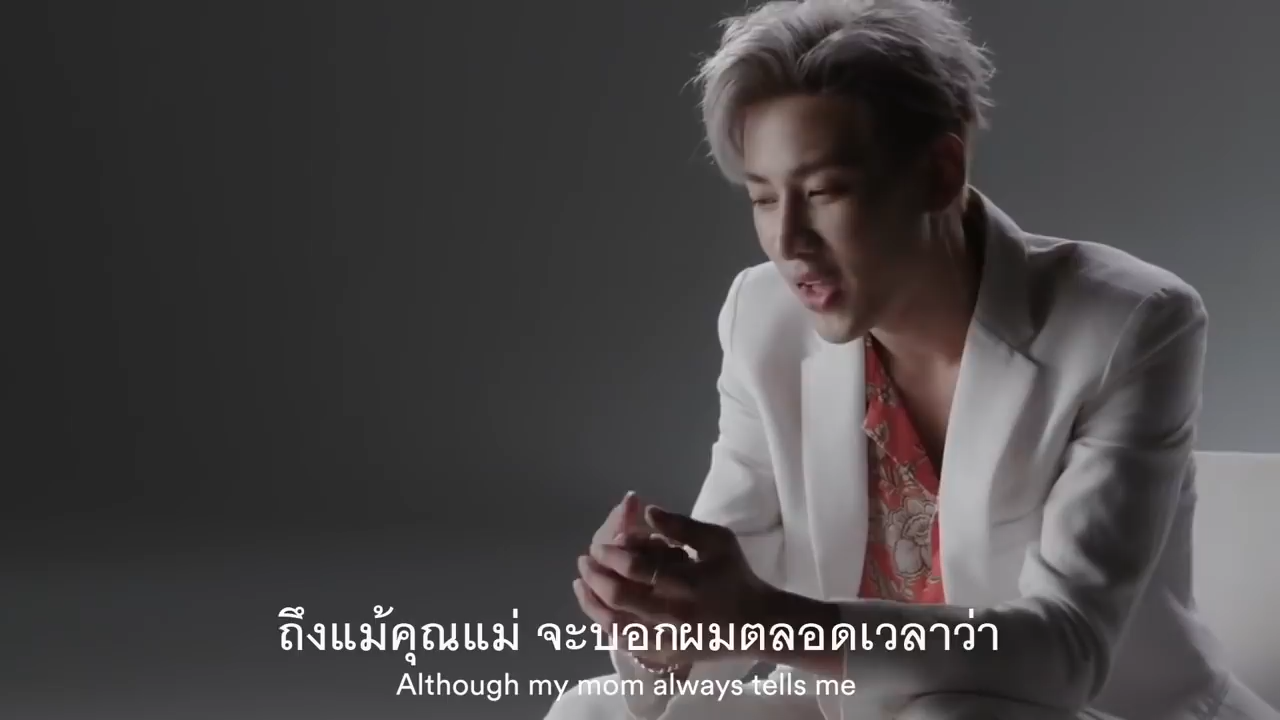 ถึงแม้คุณแม่ จะบอกผมตลอดเวลาว่า
Although my mom always tells me